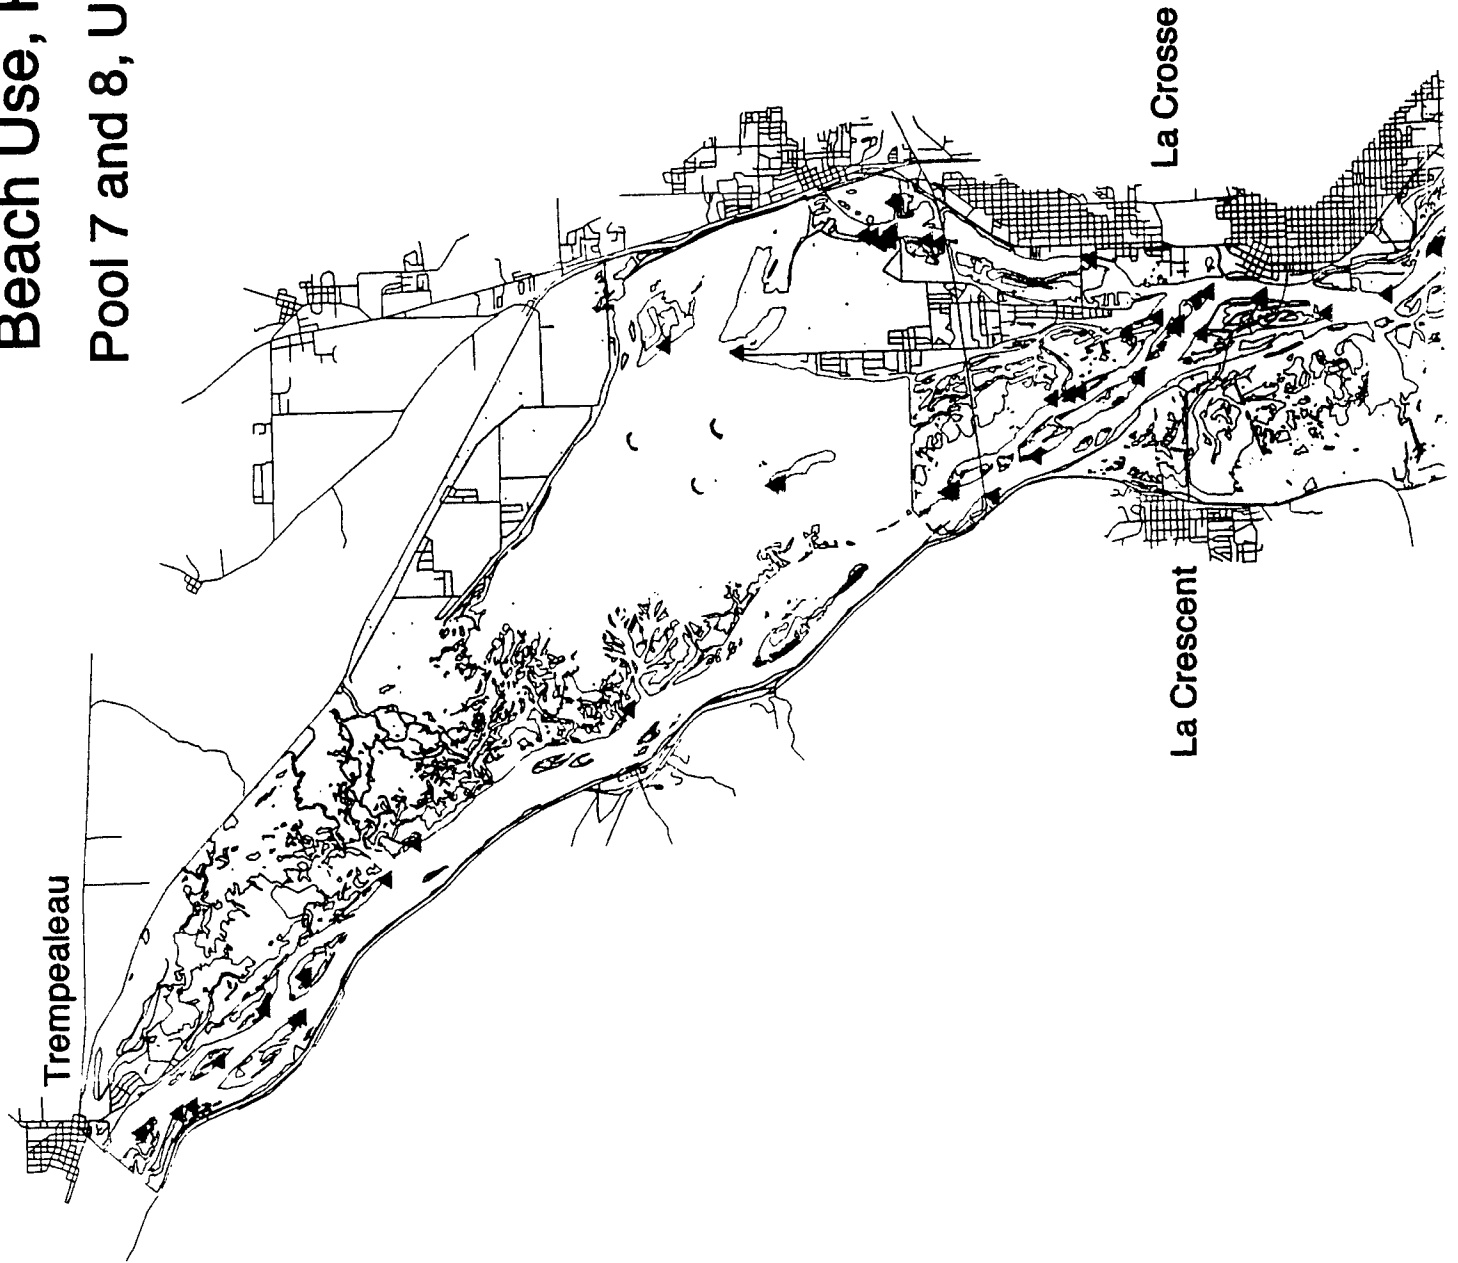 Beach Use,
Pool 7 and 8, U
La Crosse
La Crescent
Trempealeau